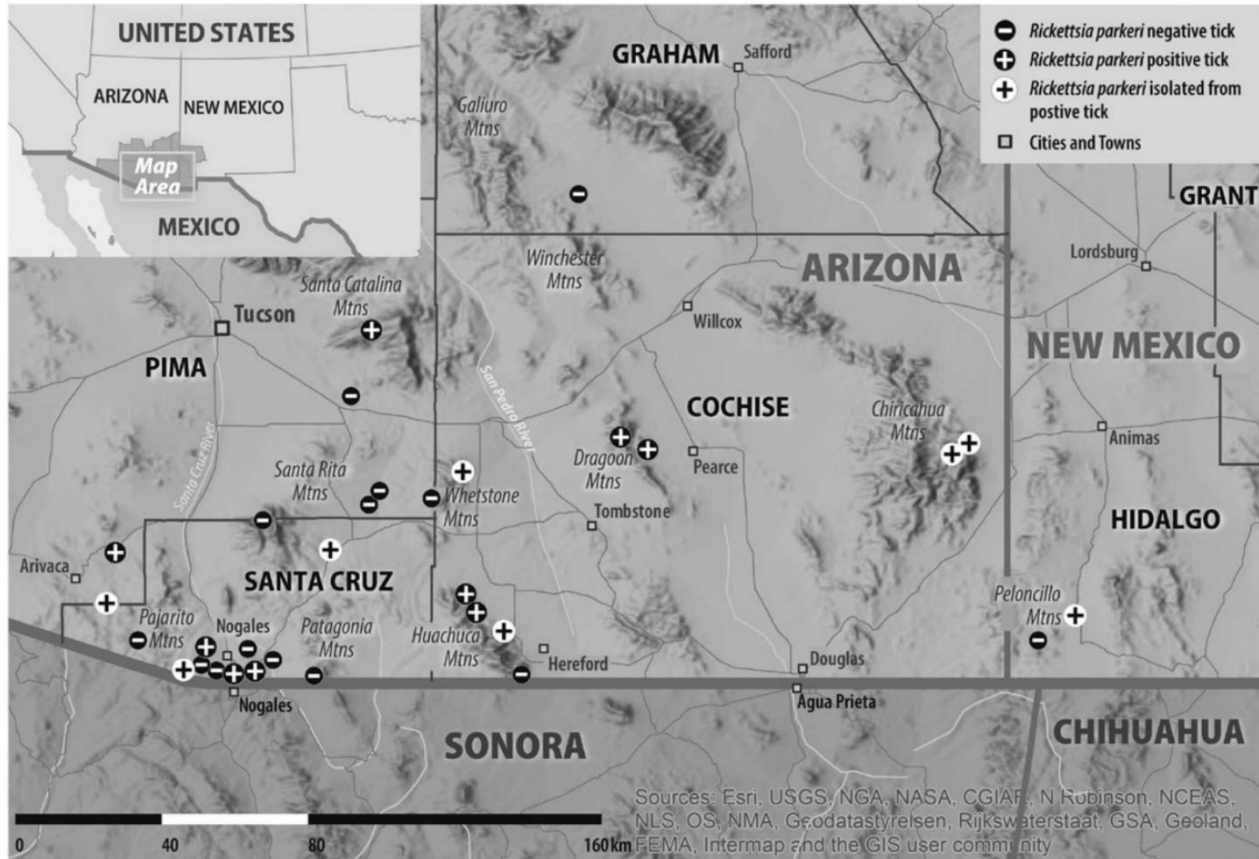 UNITED STATES
ARIZONA
NEW MEXICO
Map
Area
MEXICO
Rickettsia parkeri negative tick
Rickettsia parkeri positive tick
Rickettsia parkeri isolated from
postive tick
Cities and Towns
GRAHAM
Safford
Galiuro
Mtns
GRANT
Lordsburg
Winchester
Mtns
ARIZONA
Santa Catalina
Mtns
Tucson
Willcox
NEW MEXICO
PIMA
San Pedro River
COCHISE
Chiricahua
Mtns
Animas
Santa Cruz River
Santa Rita
Mtns
Dragoon
Mtns
Pearce
Whetstone
Mtns
Tombstone
HIDALGO
Arivaca
SANTA CRUZ
Peloncillo
Mtns
Pajarito
Mtns
Nogales
Patagonia
Mtns
Huachuca
Mtns
Hereford
Douglas
Nogales
Agua Prieta
SONORA
CHIHUAHUA
Sources: Esri, USGS, NGA, NASA, CGIAR, N Robinson, NCEAS,
NLS, OS, NMA, Geodatastyrelsen, Rijkswaterstaat, GSA, Geoland,
FEMA, Intermap and the GIS user community
0 40 80 160 km